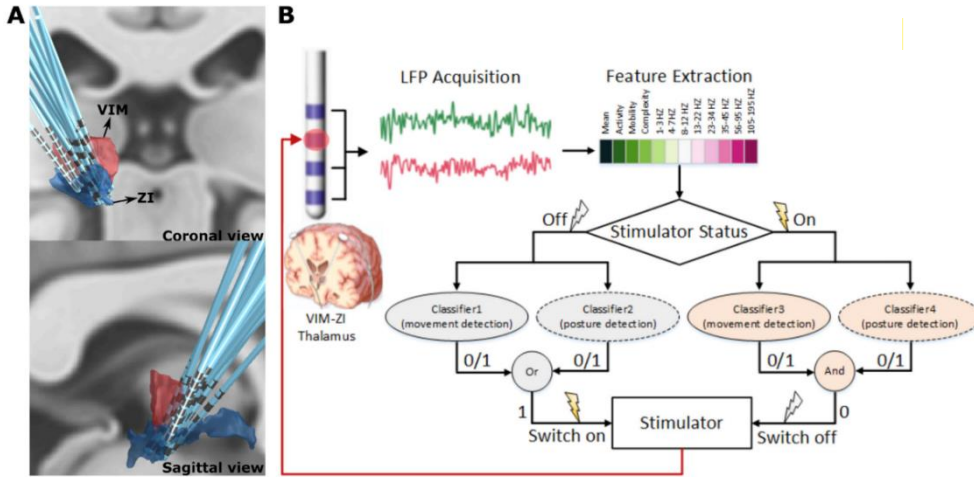 A
VIM
ZI
Coronal view
Sagittal view
B
LFP Acquisition
Feature Extraction
Mean
Activity
Mobility
Complexity
1-3 HZ
4-7 HZ
8-12 HZ
13-22 HZ
23-34 HZ
35-45 HZ
56-95 HZ
105-195 HZ
VIM-ZI
Thalamus
Off
Stimulator Status
On
Classifier1
(movement detection)
Classifier2
(posture detection)
Classifier3
(movement detection)
Classifier4
(posture detection)
0/1
Or
0/1
0/1
And
0/1
1
Switch on
Stimulator
0
Switch off